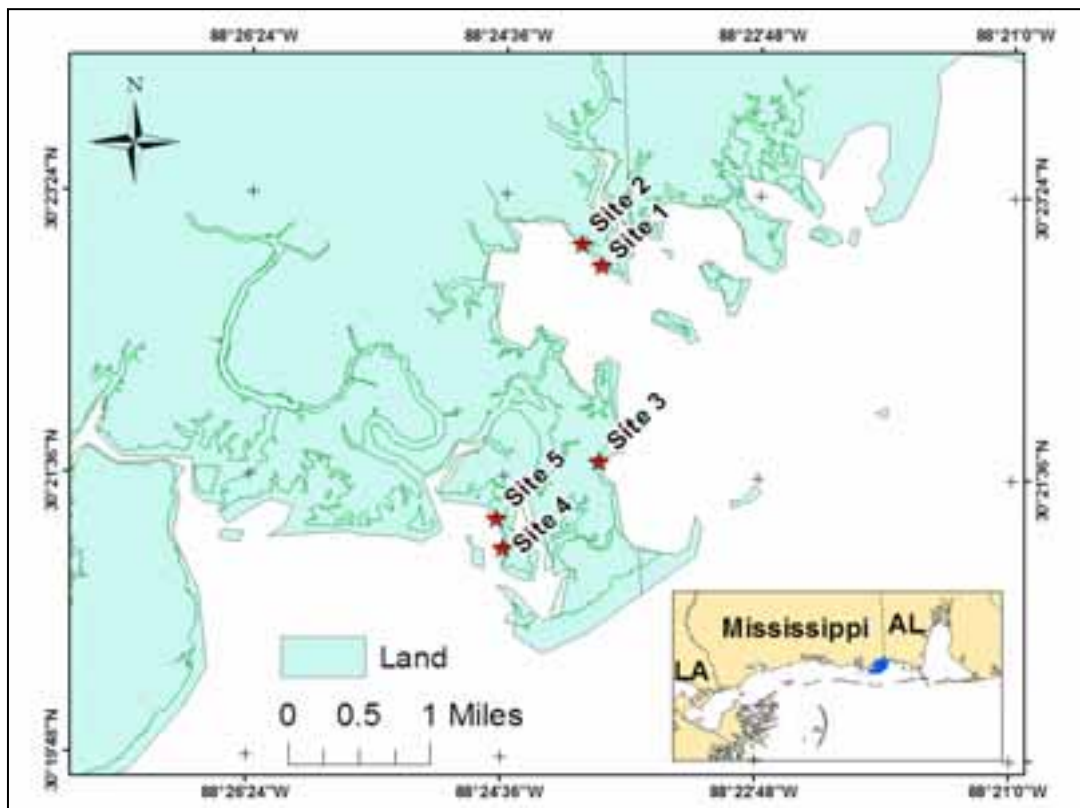 88°26'24"W 88°24'36"W 88°22'48"W 88°21'0"W
N
30°23'24"N 30°23'24"N
Site 2
Site 1
Site 3
30°21'36"N 30°21'36"N
Site 5
Site 4
Mississippi AL
LA
Land
0 0.5 1 Miles
30°19'48"N 30°19'48"N
88°26'24"W 88°24'36"W 88°22'48"W 88°21'0"W